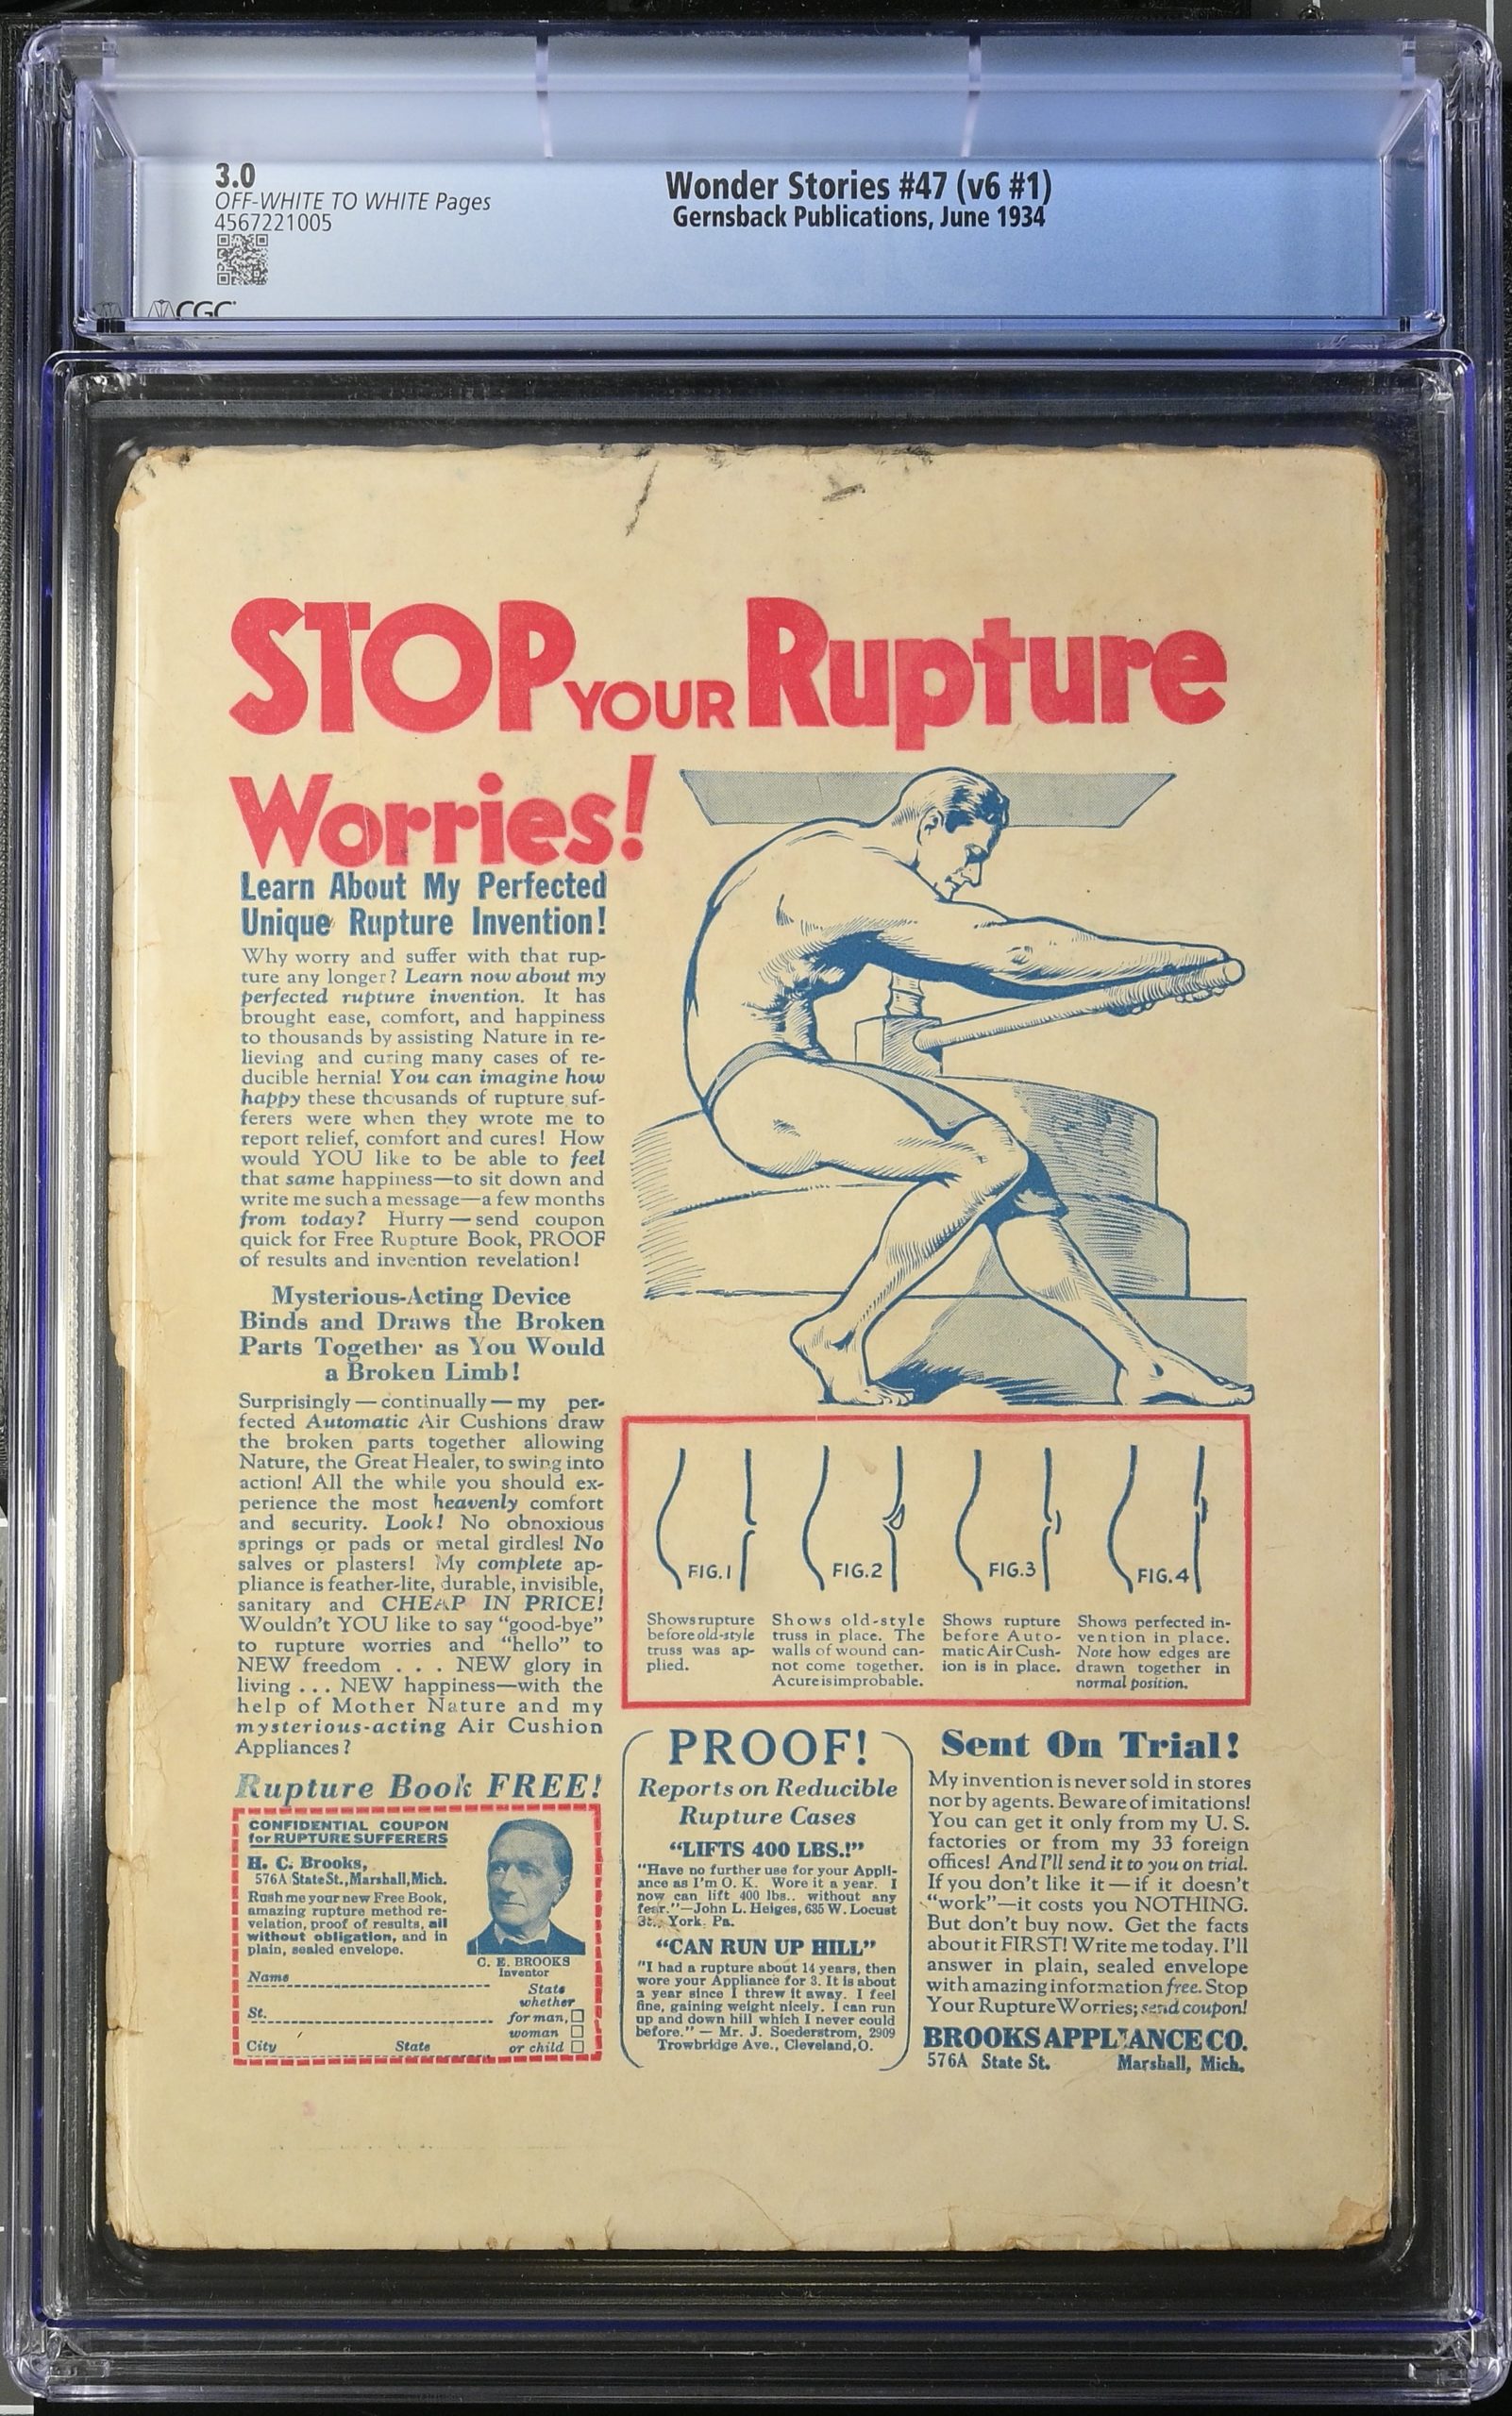 3.0
OFF-WHITE TO WHITE Pages
4567221005
CGC
Wonder Stories #47 (v6 #1)
Gernsback Publications, June 1934
STOP YOUR Rupture
Worries!
Learn About My Perfected
Unique Rupture Invention!
Why worry and suffer with that rup-
ture any longer? Learn now about my
perfected rupture invention. It has
brought ease, comfort, and happiness
to thousands by assisting Nature in re-
lieving and curing many cases of re-
ducible hernia! You can imagine how
happy these thousands of rupture suf-
ferers were when they wrote me to
report relief, comfort and cures! How
would YOU like to be able to feel
that same happiness—to sit down and
write me such a message—a few months
from today? Hurry—send coupon
quick for Free Rupture Book, PROOF
of results and invention revelation!
Mysterious-Acting Device
Binds and Draws the Broken
Parts Together as You Would
a Broken Limb!
Surprisingly—continually—my per-
fected Automatic Air Cushions draw
the broken parts together allowing
Nature, the Great Healer, to swing into
action! All the while you should ex-
perience the most heavenly comfort
and security. Look! No obnoxious
springs or pads or metal girdles! No
salves or plasters! My complete ap-
pliance is feather-lite, durable, invisible,
sanitary and CHEAP IN PRICE!
Wouldn't YOU like to say "good-bye"
to rupture worries and "hello" to
NEW freedom . . . NEW glory in
living . . . NEW happiness—with the
help of Mother Nature and my
mysterious-acting Air Cushion
Appliances?
Rupture Book FREE!
CONFIDENTIAL COUPON
for RUPTURE SUFFERERS
H. C. Brooks,
576A State St., Marshall, Mich.
Rush me your new Free Book,
amazing rupture method re-
velation, proof of results, all
without obligation, and in
plain, sealed envelope.
C. E. BROOKS
Inventor
Name
St.
City State
State
whether
for man,
woman
or child
FIG.1
FIG.2
FIG.3
FIG.4
Shows rupture
before old-style
truss was ap-
plied.
Shows old-style
truss in place. The
walls of wound can-
not come together.
A cure is improbable.
Shows rupture
before Auto-
matic Air Cush-
ion is in place.
Shows perfected in-
vention in place.
Note how edges are
drawn together in
normal position.
PROOF!
Reports on Reducible
Rupture Cases
"LIFTS 400 LBS.!"
"Have no further use for your Appli-
ance as I'm O. K. Wore it a year. I
now can lift 400 lbs.. without any
fear."—John L. Heiges, 635 W. Locust
St., York, Pa.
"CAN RUN UP HILL"
"I had a rupture about 14 years, then
wore your Appliance for 3. It is about
a year since I threw it away. I feel
fine, gaining weight nicely. I can run
up and down hill which I never could
before." — Mr. J. Soederstrom, 2909
Trowbridge Ave., Cleveland, O.
Sent On Trial!
My invention is never sold in stores
nor by agents. Beware of imitations!
You can get it only from my U. S.
factories or from my 33 foreign
offices! And I'll send it to you on trial.
If you don't like it—if it doesn't
"work"—it costs you NOTHING.
But don't buy now. Get the facts
about it FIRST! Write me today. I'll
answer in plain, sealed envelope
with amazing information free. Stop
Your Rupture Worries; send coupon!
BROOKS APPLIANCE CO.
576A State St. Marshall, Mich.